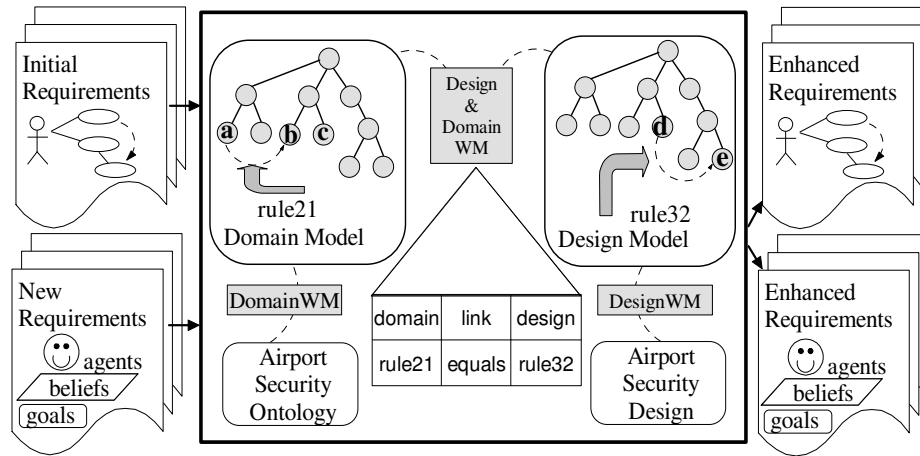 Initial
Requirements
New
Requirements
agents
beliefs
goals
a
b
c
rule21
Domain Model
DomainWM
Airport
Security
Ontology
Design
&
Domain
WM
domain link design
rule21 equals rule32
d
e
rule32
Design Model
DesignWM
Airport
Security
Design
Enhanced
Requirements
Enhanced
Requirements
agents
beliefs
goals